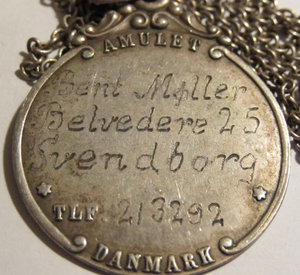 AMULET
Bent Møller
Belvedere 25
Svendborg
TLF 213292
DANMARK